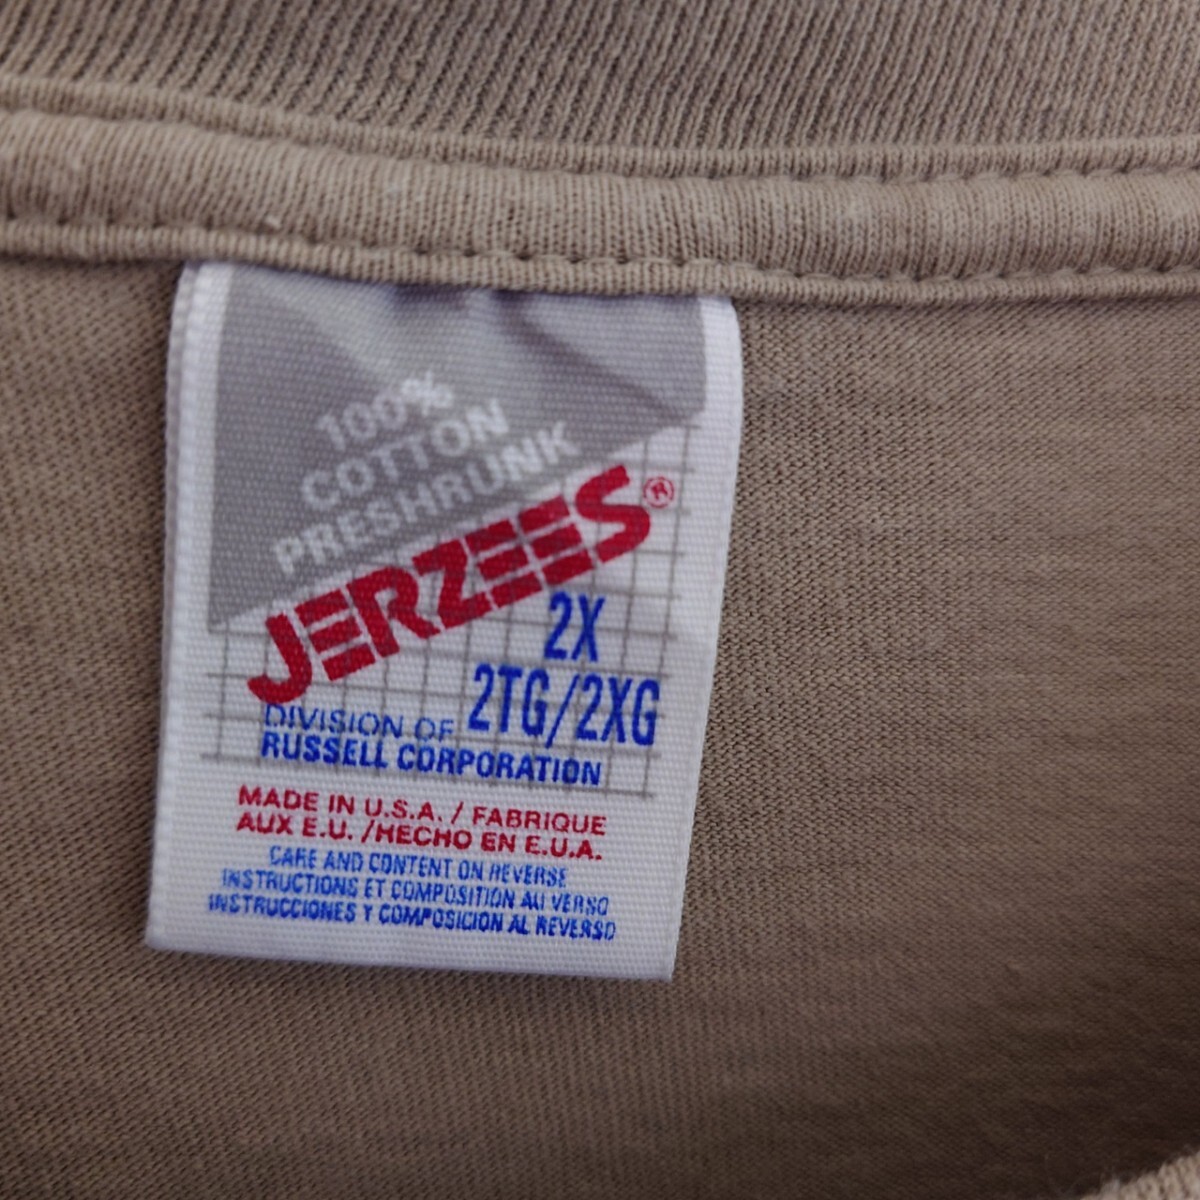 100%
COTTON
PRESHRUNK
JERZEES®
2X
2TG/2XG
DIVISION OF
RUSSELL CORPORATION
MADE IN U.S.A. / FABRIQUE
AUX E.U. /HECHO EN E.U.A.
CARE AND CONTENT ON REVERSE
INSTRUCTIONS ET COMPOSITION AU VERSO
INSTRUCCIONES Y COMPOSICION AL REVERSO